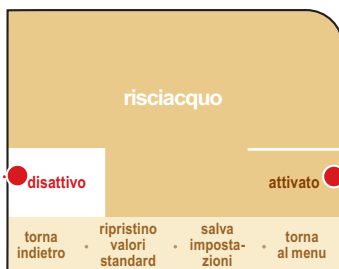 risciacquo
disattivo
attivato
torna
indietro
ripristino
valori
standard
salva
imposta-
zioni
torna
al menu